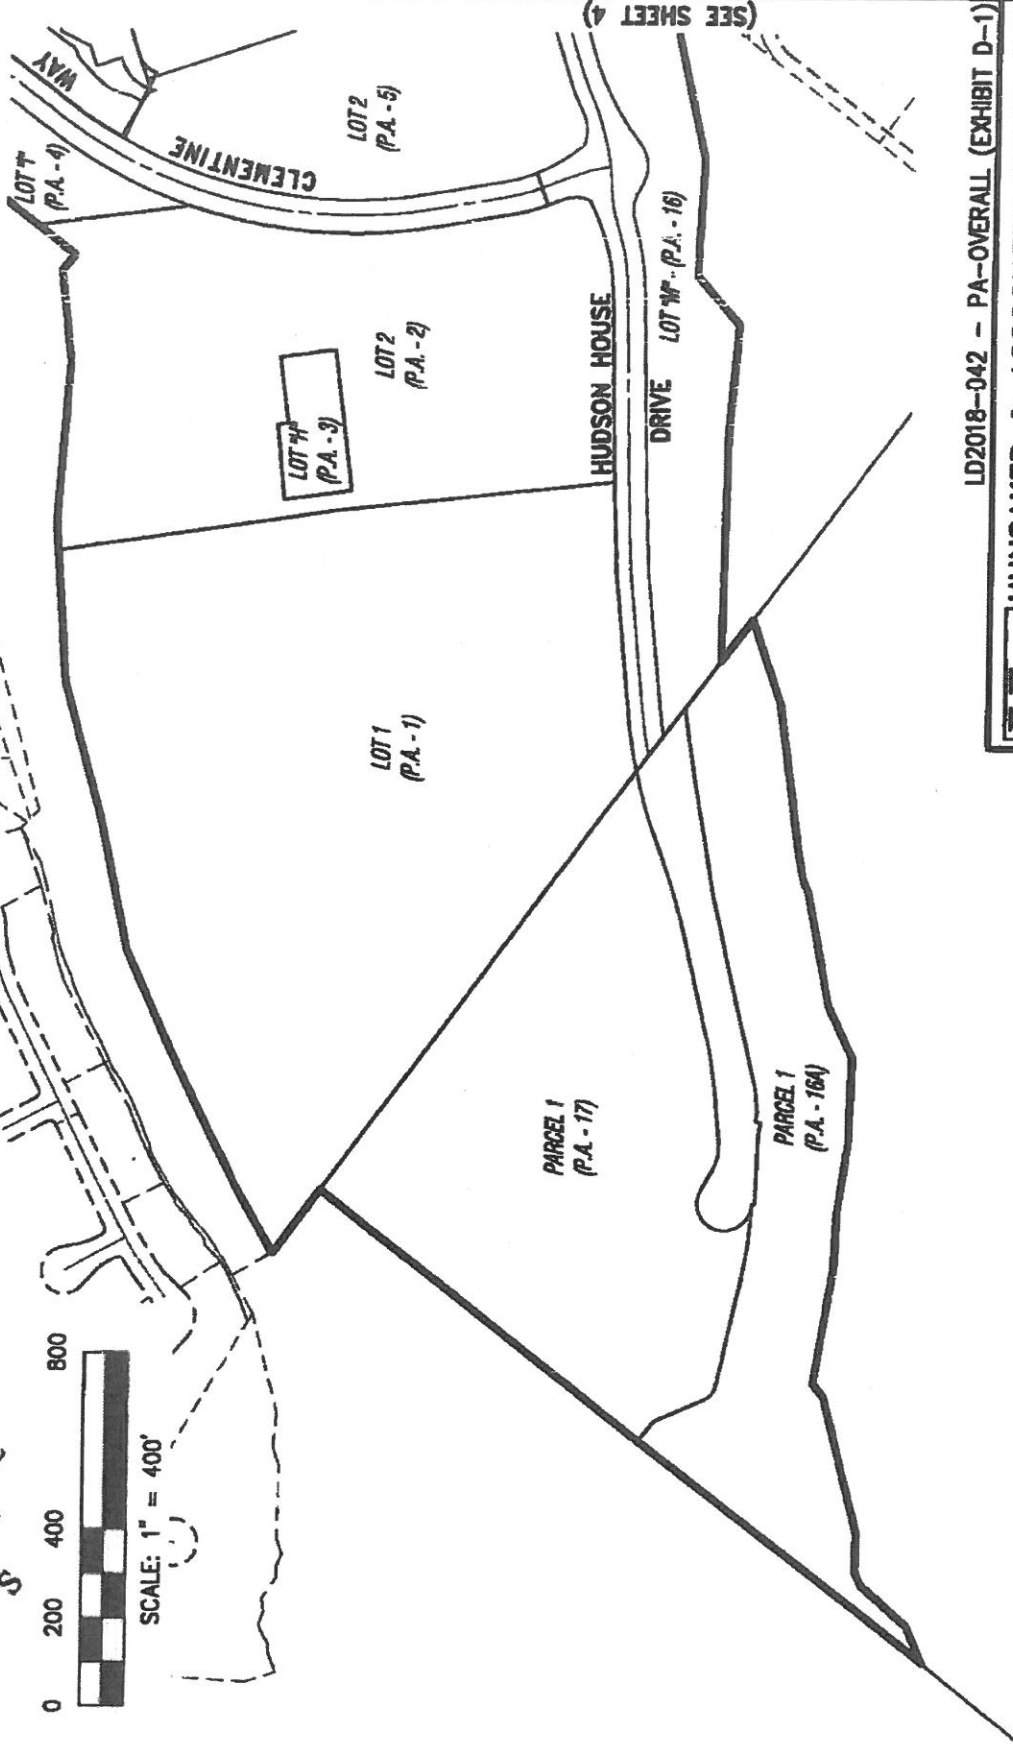 (SEE SHEET 4)
WAY
CLEMENTINE
(P.A. - 4)
LOT 2
(P.A. - 5)
LOT 2
(P.A. - 2)
LOT "H"
(P.A. - 3)
HUDSON HOUSE
DRIVE
(P.A. - 16)
LOT 1
(P.A. - 1)
PARCEL 1
(P.A. - 17)
PARCEL 1
(P.A. - 16A)
0 200 400 800
SCALE: 1" = 400'
LD2018-042 - PA-OVERALL (EXHIBIT D-1)